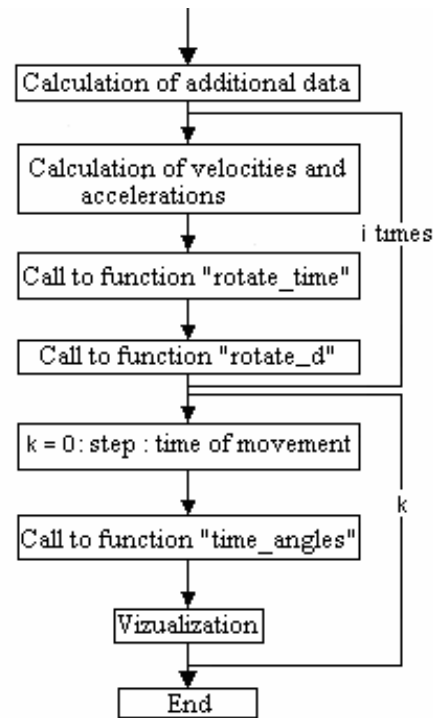 Calculation of additional data
Calculation of velocities and
accelerations
i times
Call to function "rotate_time"
Call to function "rotate_d"
k = 0 : step : time of movement
k
Call to function "time_angles"
Vizualization
End